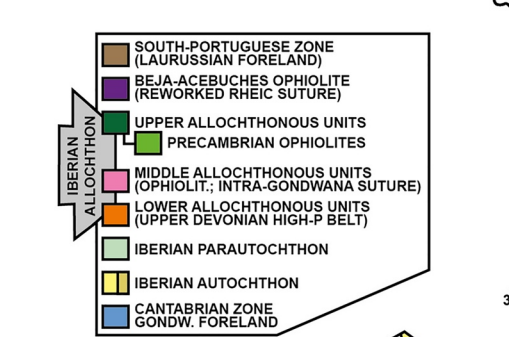 SOUTH-PORTUGUESE ZONE
(LAURUSSIAN FORELAND)
BEJA-ACEBUCHES OPHIOLITE
(REWORKED RHEIC SUTURE)
UPPER ALLOCHTHONOUS UNITS
PRECAMBRIAN OPHIOLITES
IBERIAN
ALLOCHTHON
MIDDLE ALLOCHTHONOUS UNITS
(OPHIOLIT.; INTRA-GONDWANA SUTURE)
LOWER ALLOCHTHONOUS UNITS
(UPPER DEVONIAN HIGH-P BELT)
IBERIAN PARAUTOCHTHON
IBERIAN AUTOCHTHON
CANTABRIAN ZONE
GONDW. FORELAND
3